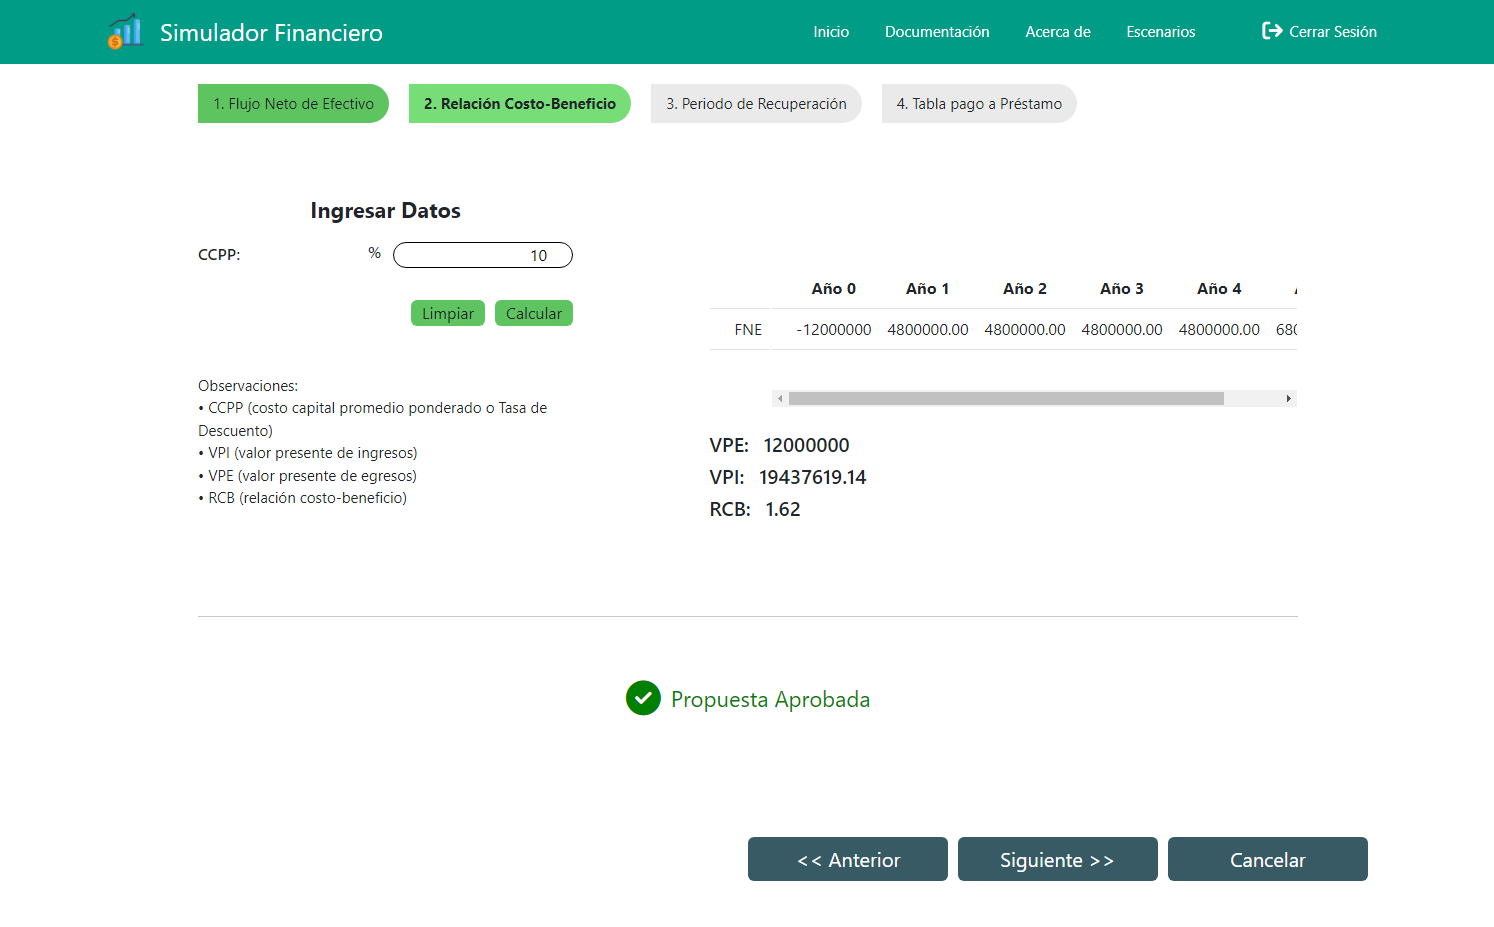 Simulador Financiero
Inicio Documentación Acerca de Escenarios Cerrar Sesión
1. Flujo Neto de Efectivo
2. Relación Costo-Beneficio
3. Periodo de Recuperación
4. Tabla pago a Préstamo
Ingresar Datos
CCPP: % 10
Limpiar Calcular
Observaciones:
• CCPP (costo capital promedio ponderado o Tasa de
Descuento)
• VPI (valor presente de ingresos)
• VPE (valor presente de egresos)
• RCB (relación costo-beneficio)
Año 0 Año 1 Año 2 Año 3 Año 4
FNE -12000000 4800000.00 4800000.00 4800000.00 4800000.00
VPE: 12000000
VPI: 19437619.14
RCB: 1.62
Propuesta Aprobada
<< Anterior Siguiente >> Cancelar